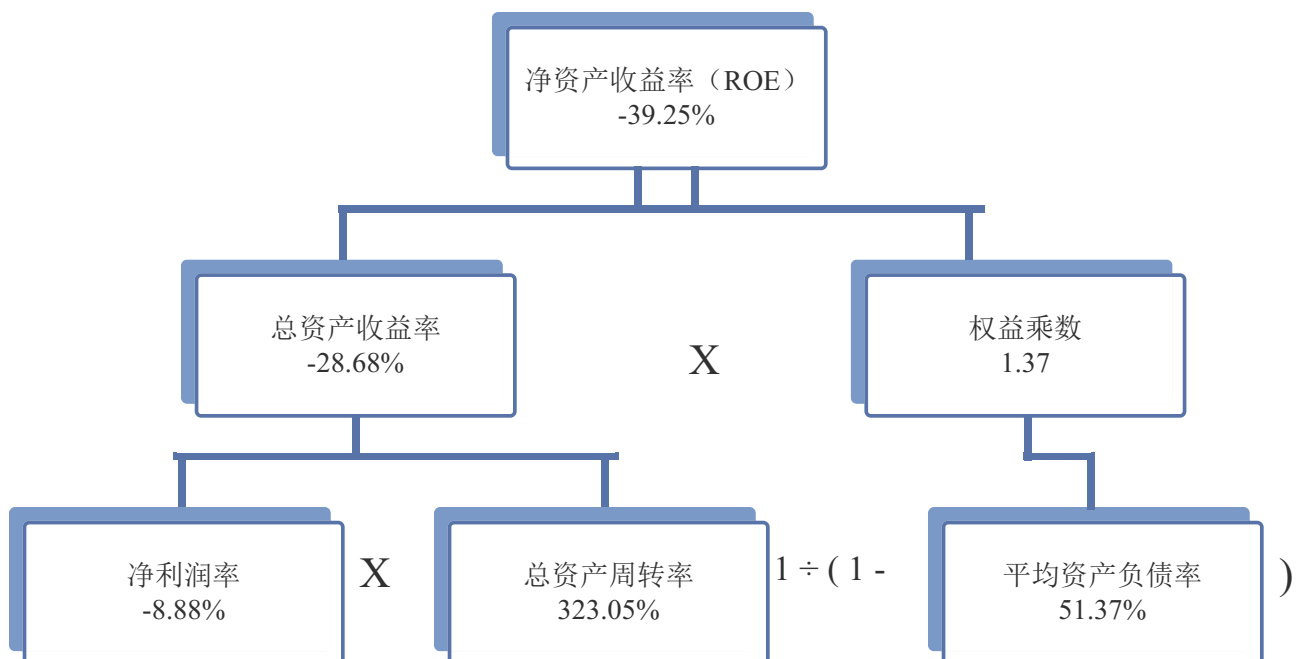 净资产收益率（ROE）
-39.25%
总资产收益率
-28.68%
X
权益乘数
1.37
净利润率
-8.88%
X
总资产周转率
323.05%
1 ÷ ( 1 -
平均资产负债率
51.37%
)